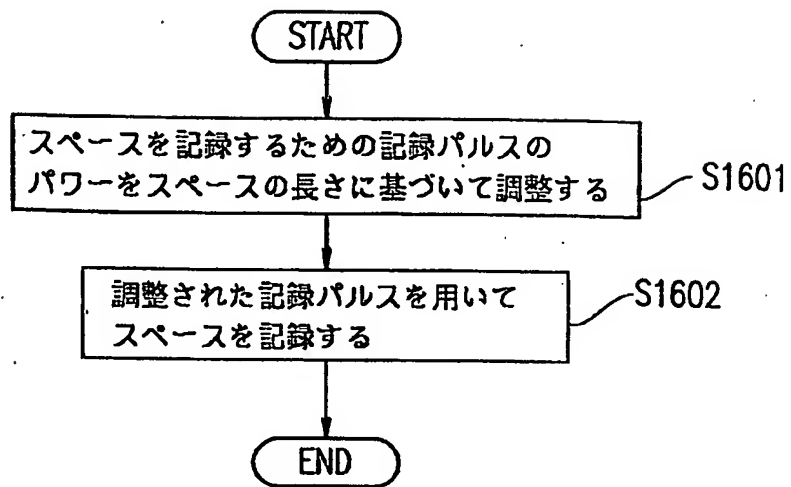 START
スペースを記録するための記録パルスの
パワーをスペースの長さに基づいて調整する
S1601
調整された記録パルスを用いて
スペースを記録する
S1602
END